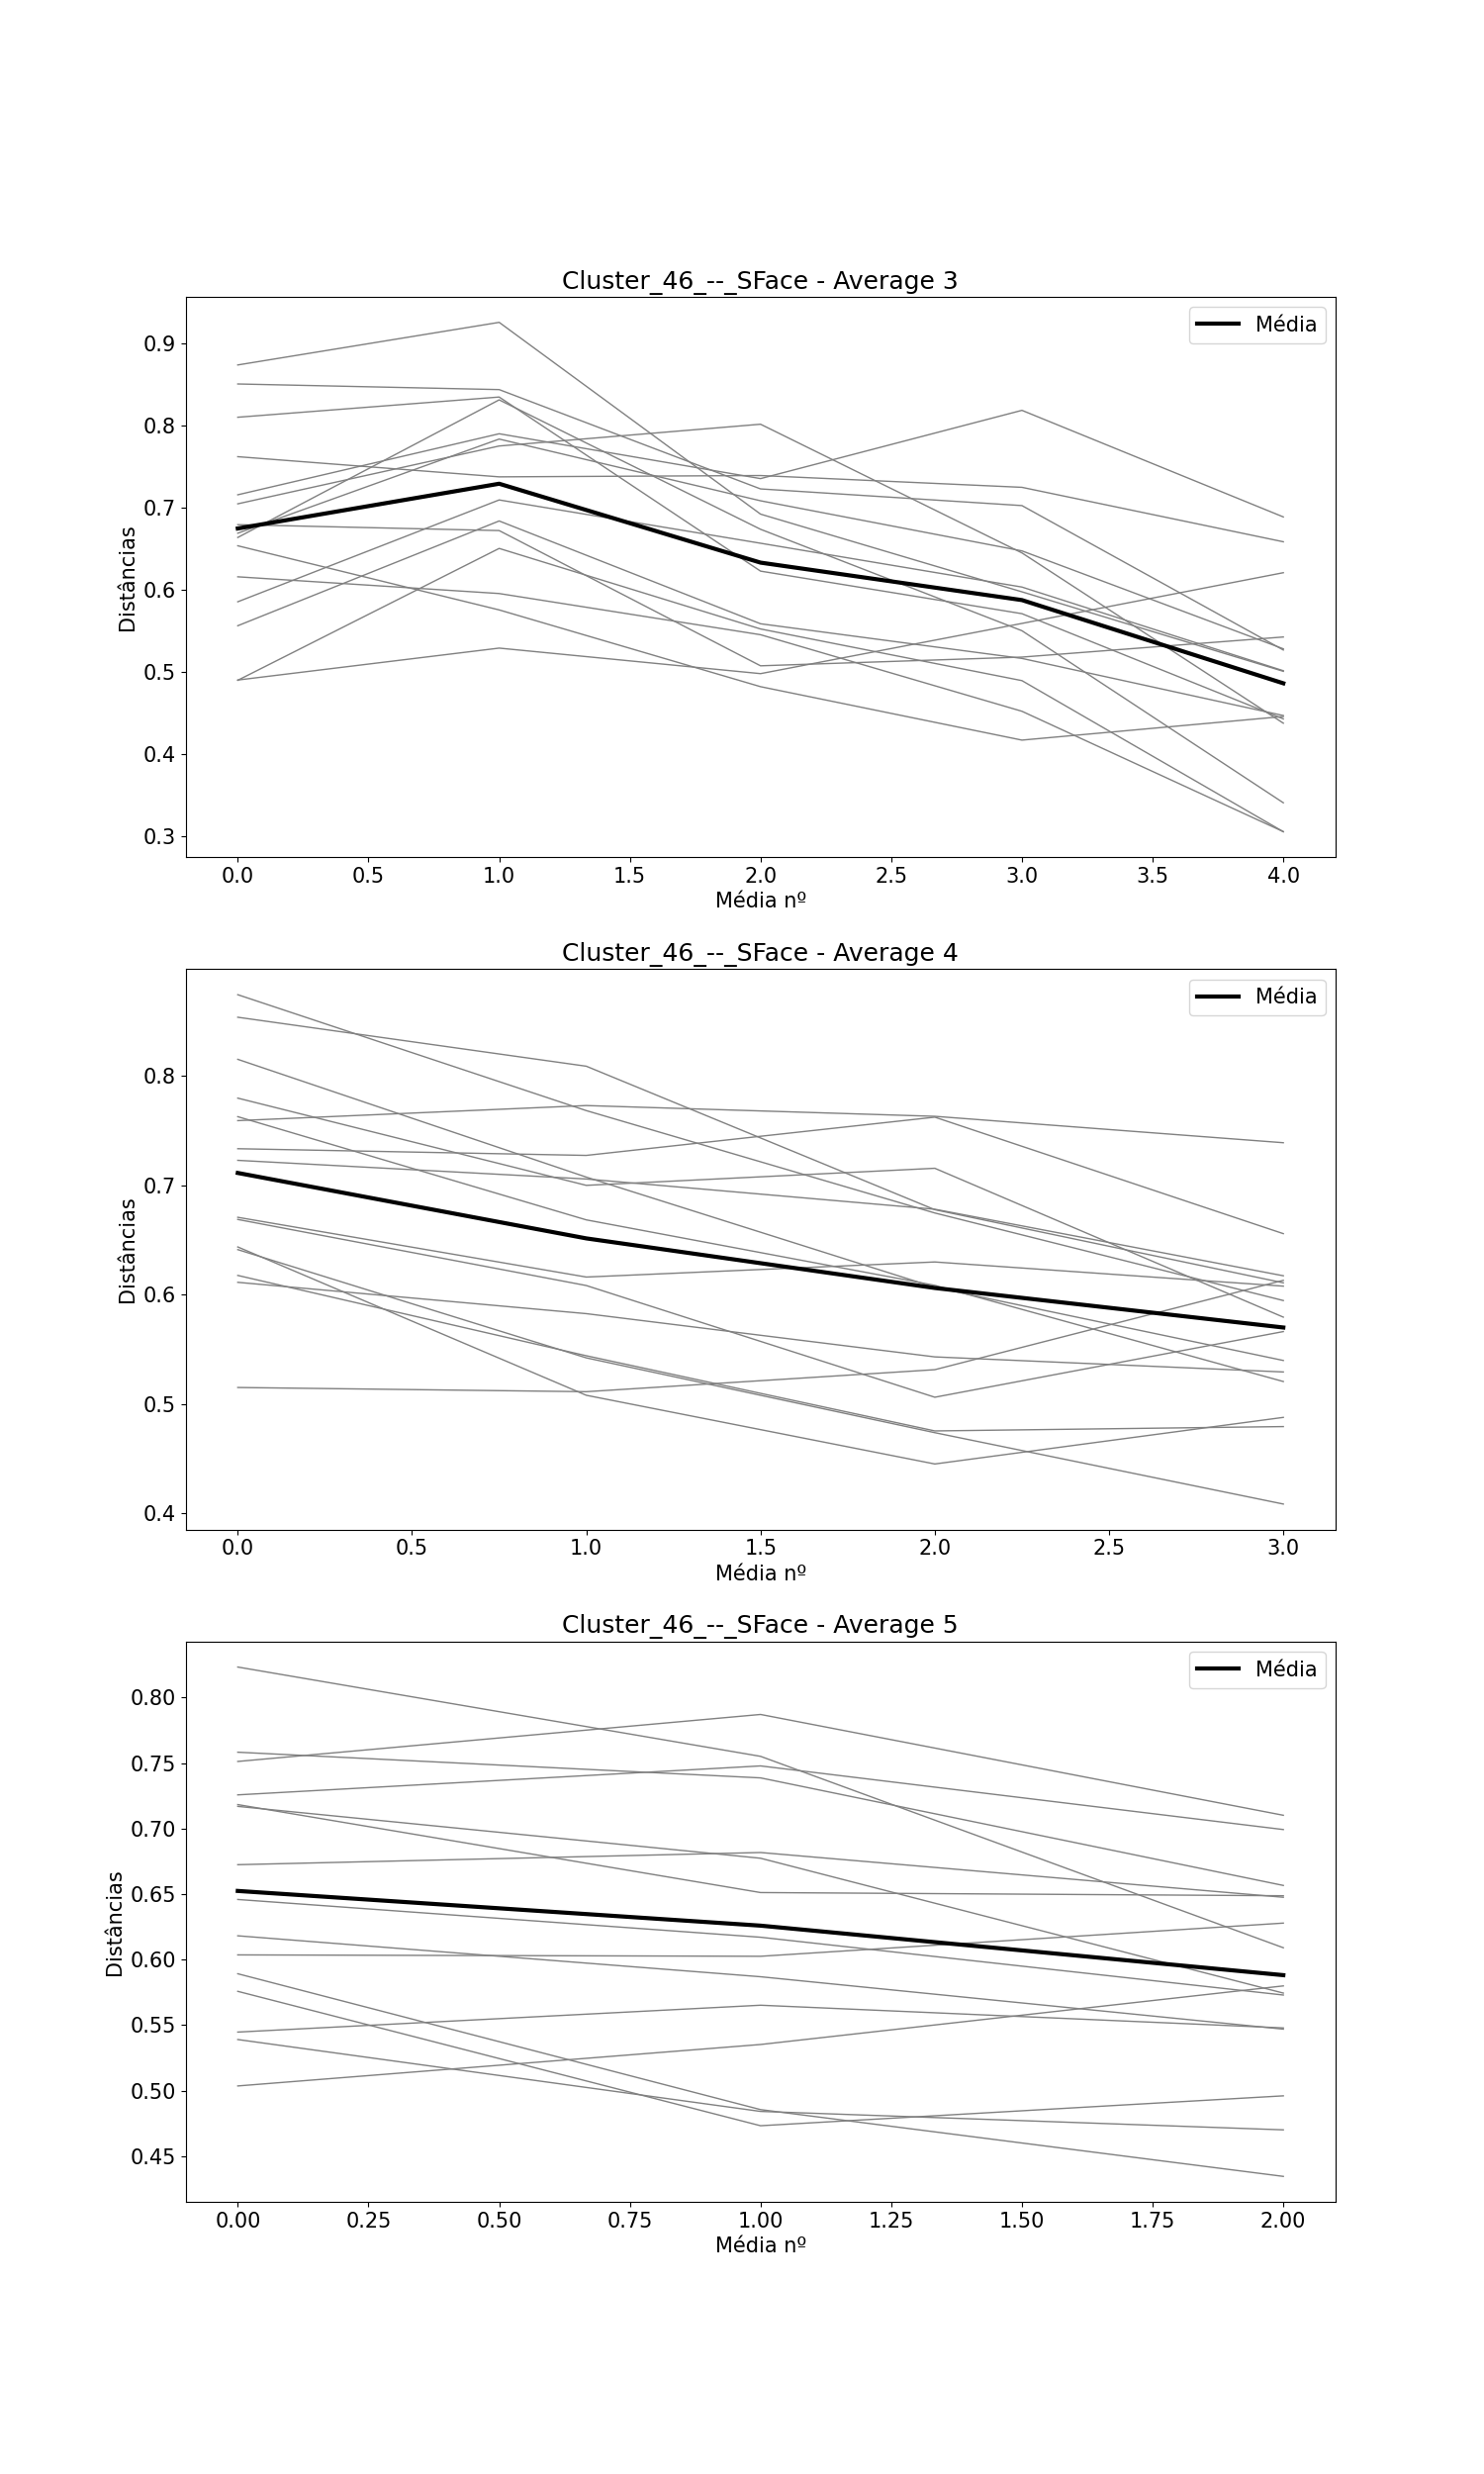 Cluster_46_--_SFace - Average 3
Média
Distâncias
0.9
0.8
0.7
0.6
0.5
0.4
0.3
0.0 0.5 1.0 1.5 2.0 2.5 3.0 3.5 4.0
Média nº
Cluster_46_--_SFace - Average 4
Média
Distâncias
0.8
0.7
0.6
0.5
0.4
0.0 0.5 1.0 1.5 2.0 2.5 3.0
Média nº
Cluster_46_--_SFace - Average 5
Média
Distâncias
0.80
0.75
0.70
0.65
0.60
0.55
0.50
0.45
0.00 0.25 0.50 0.75 1.00 1.25 1.50 1.75 2.00
Média nº